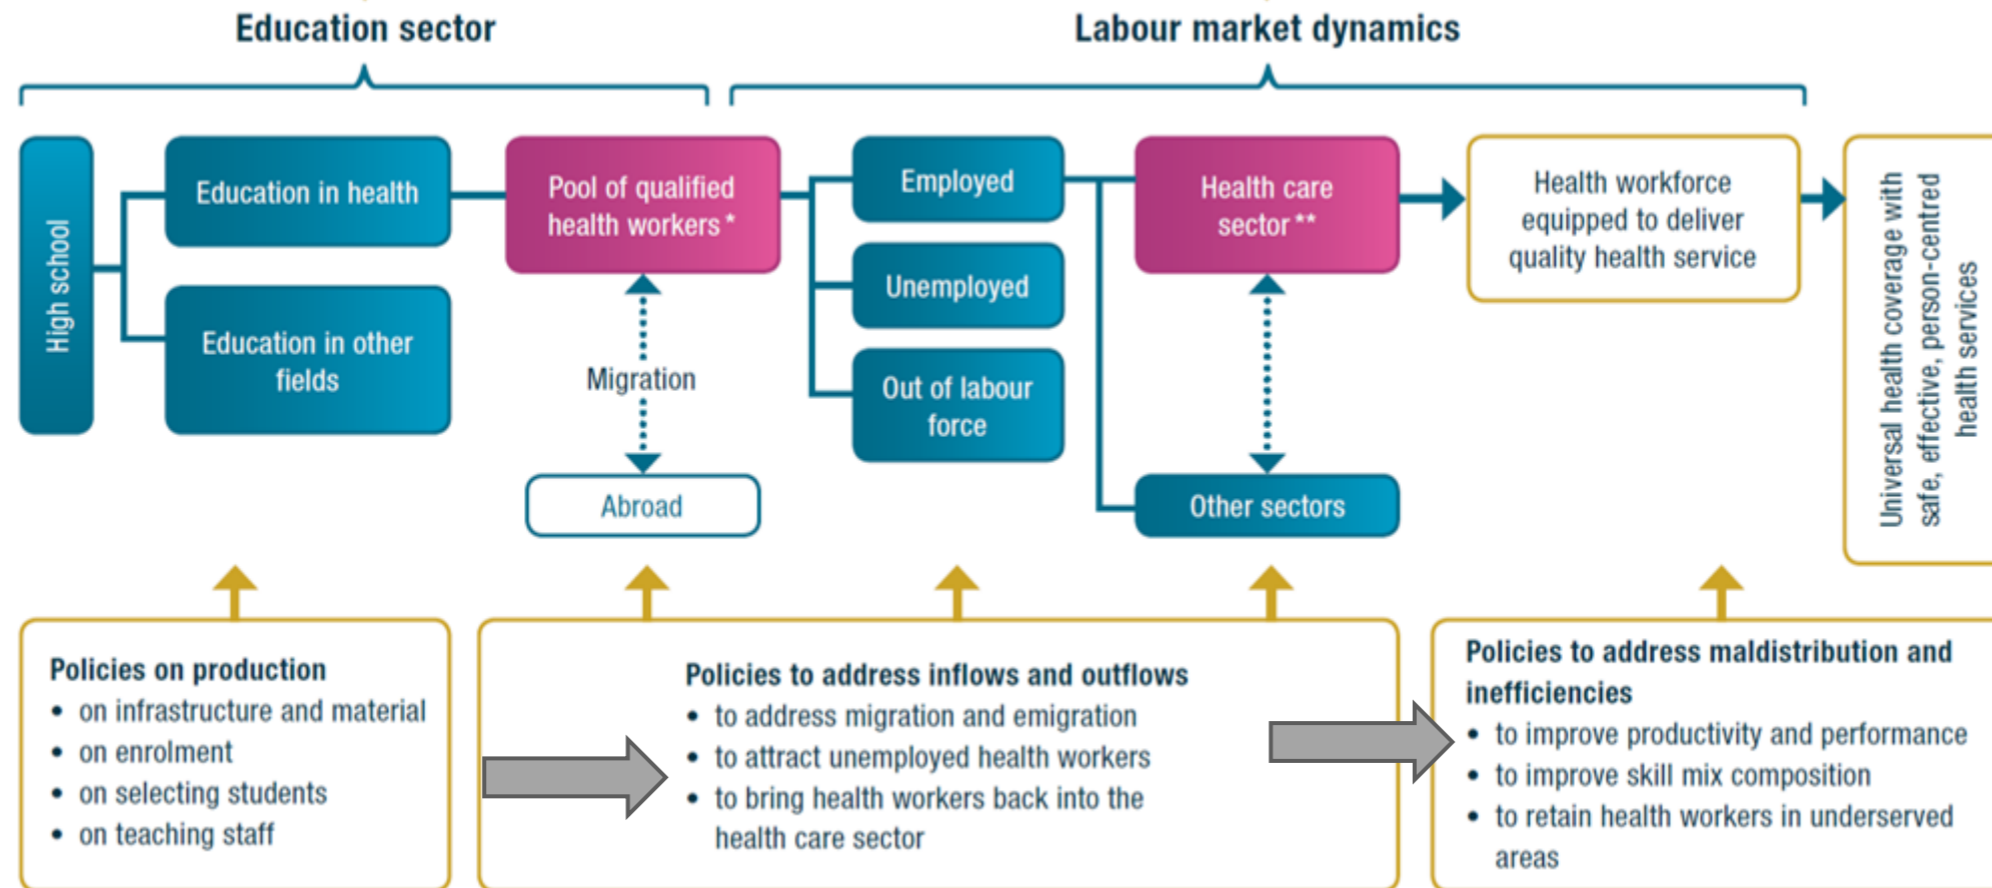 Education sector
Labour market dynamics
High school
Education in health
Education in other
fields
Pool of qualified
health workers *
Migration
Abroad
Employed
Unemployed
Out of labour
force
Health care
sector **
Other sectors
Health workforce
equipped to deliver
quality health service
Universal health coverage with
safe, effective, person-centred
health services
Policies on production
• on infrastructure and material
• on enrolment
• on selecting students
• on teaching staff
Policies to address inflows and outflows
• to address migration and emigration
• to attract unemployed health workers
• to bring health workers back into the
health care sector
Policies to address maldistribution and
inefficiencies
• to improve productivity and performance
• to improve skill mix composition
• to retain health workers in underserved
areas